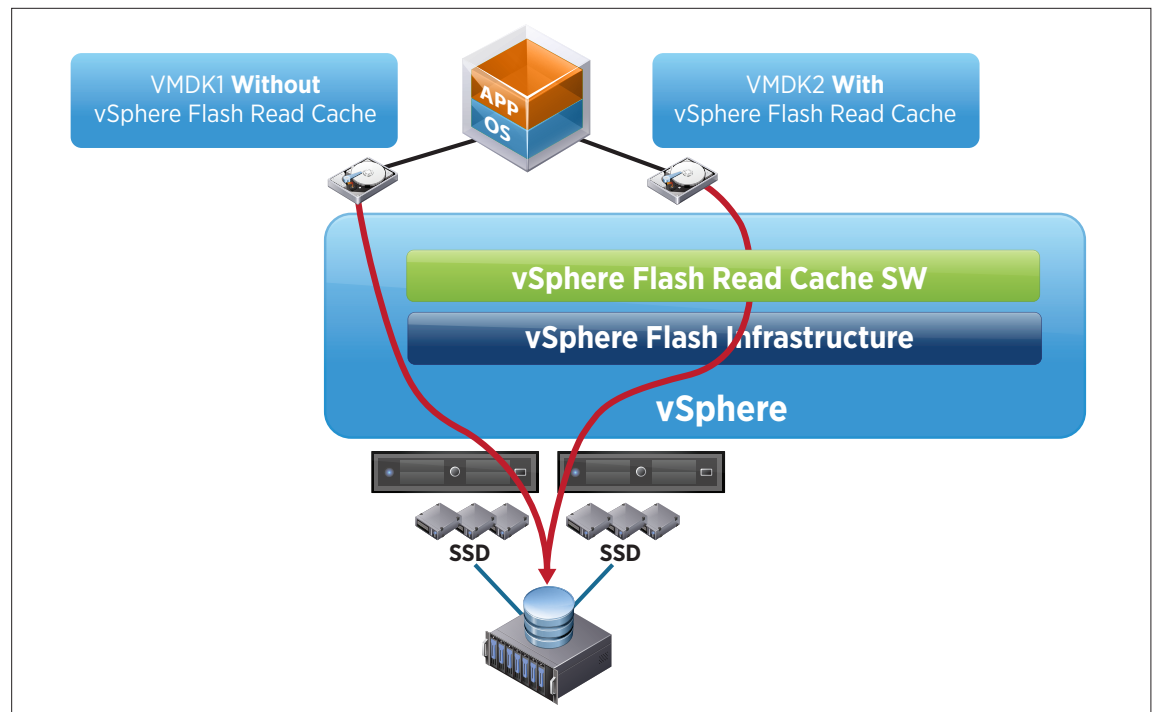 VMDK1 Without
vSphere Flash Read Cache
APP
OS
VMDK2 With
vSphere Flash Read Cache
vSphere Flash Read Cache SW
vSphere Flash Infrastructure
vSphere
SSD
SSD